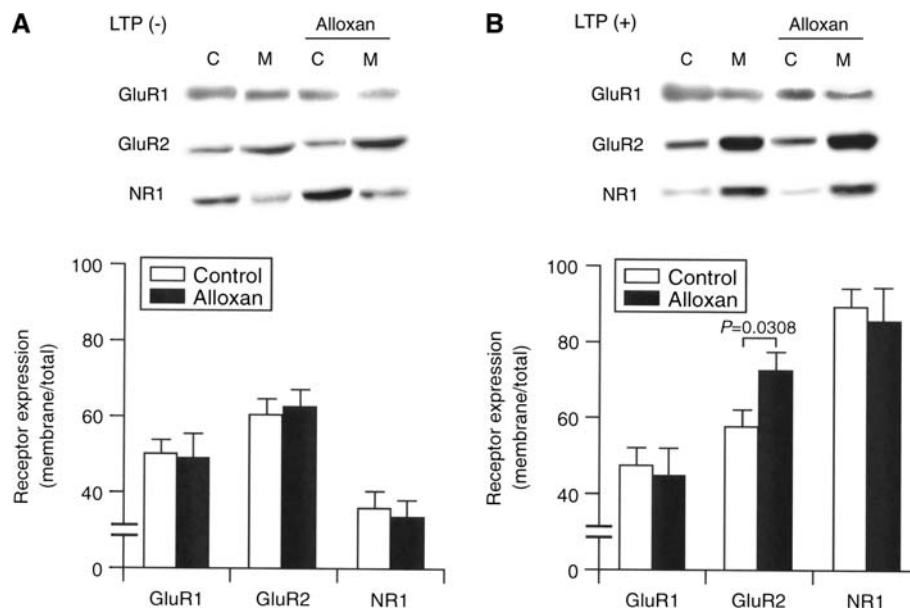 A
LTP (-)
Alloxan
C M C M
GluR1
GluR2
NR1
Receptor expression
(membrane/total)
100
80
60
40
0
Control
Alloxan
GluR1 GluR2 NR1
B
LTP (+)
Alloxan
C M C M
GluR1
GluR2
NR1
Receptor expression
(membrane/total)
100
80
60
40
0
Control
Alloxan
P=0.0308
GluR1 GluR2 NR1